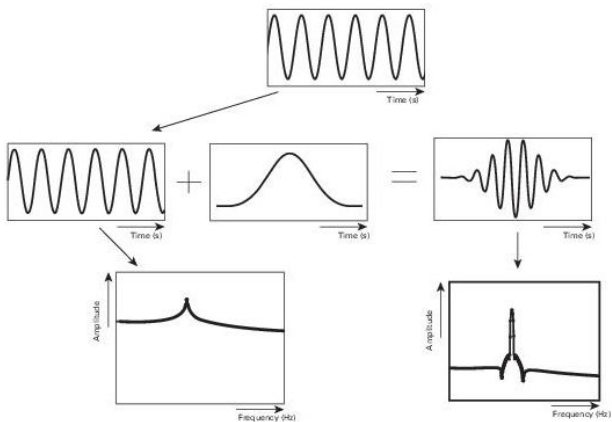 Time (s)
+
=
Time (s)
Time (s)
Time (s)
Amplitude
Frequency (Hz)
Amplitude
Frequency (Hz)